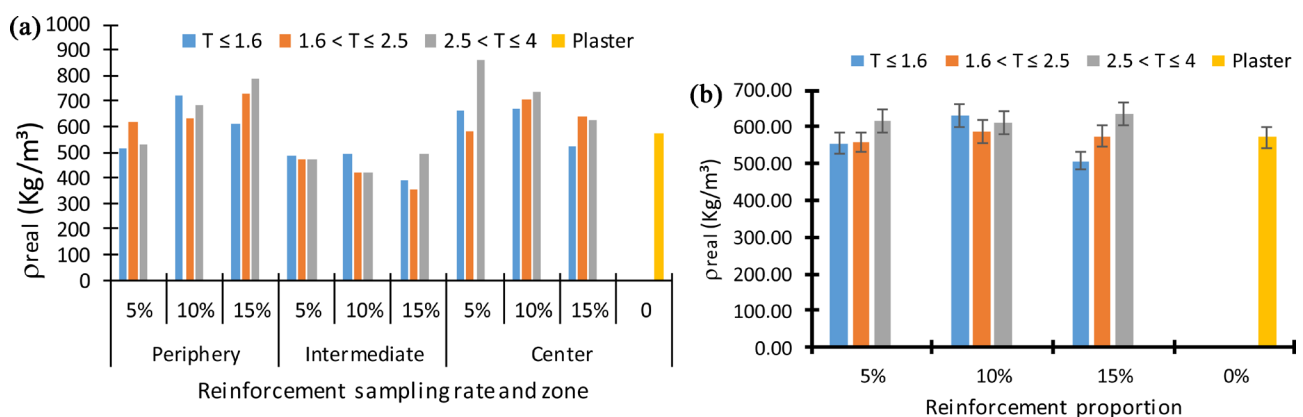 (a)
T ≤ 1.6 1.6 < T ≤ 2.5 2.5 < T ≤ 4 Plaster
1000
900
800
700
600
500
400
300
200
100
0
ρreal (Kg/m³)
5% 10% 15% 5% 10% 15% 5% 10% 15% 0
Periphery Intermediate Center
Reinforcement sampling rate and zone
(b)
T ≤ 1.6 1.6 < T ≤ 2.5 2.5 < T ≤ 4 Plaster
700.00
600.00
500.00
400.00
300.00
200.00
100.00
0.00
ρreal (Kg/m³)
5% 10% 15% 0%
Reinforcement proportion